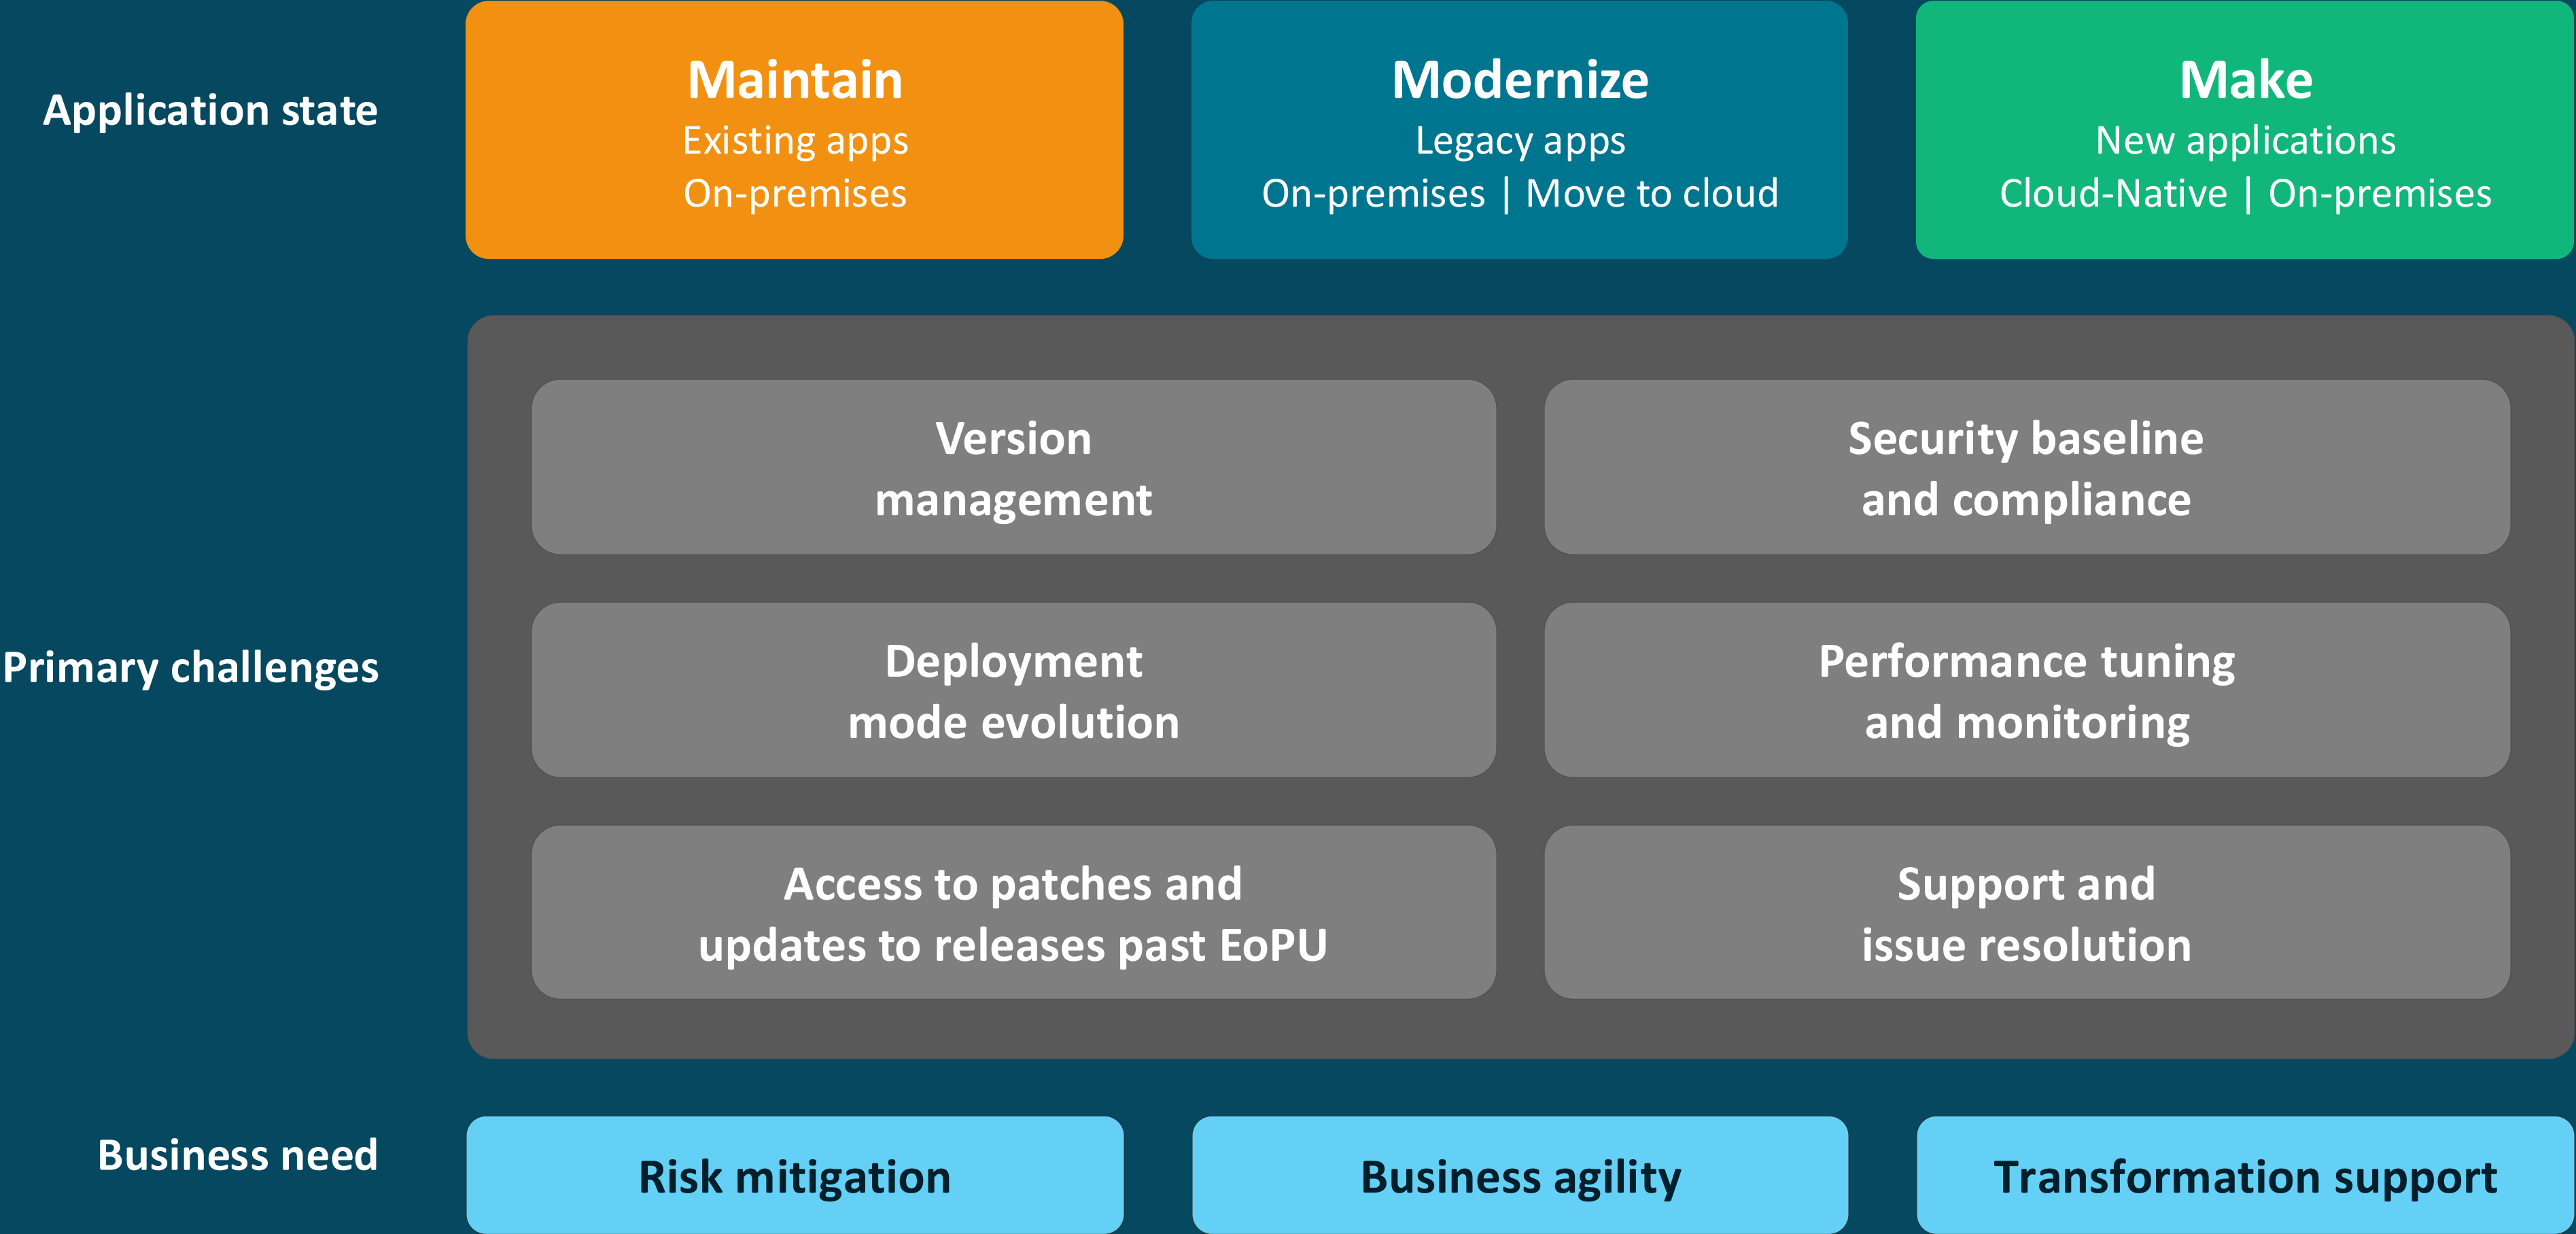 Application state
Maintain
Existing apps
On-premises
Modernize
Legacy apps
On-premises | Move to cloud
Make
New applications
Cloud-Native | On-premises
Primary challenges
Version
management
Security baseline
and compliance
Deployment
mode evolution
Performance tuning
and monitoring
Access to patches and
updates to releases past EoPU
Support and
issue resolution
Business need
Risk mitigation
Business agility
Transformation support